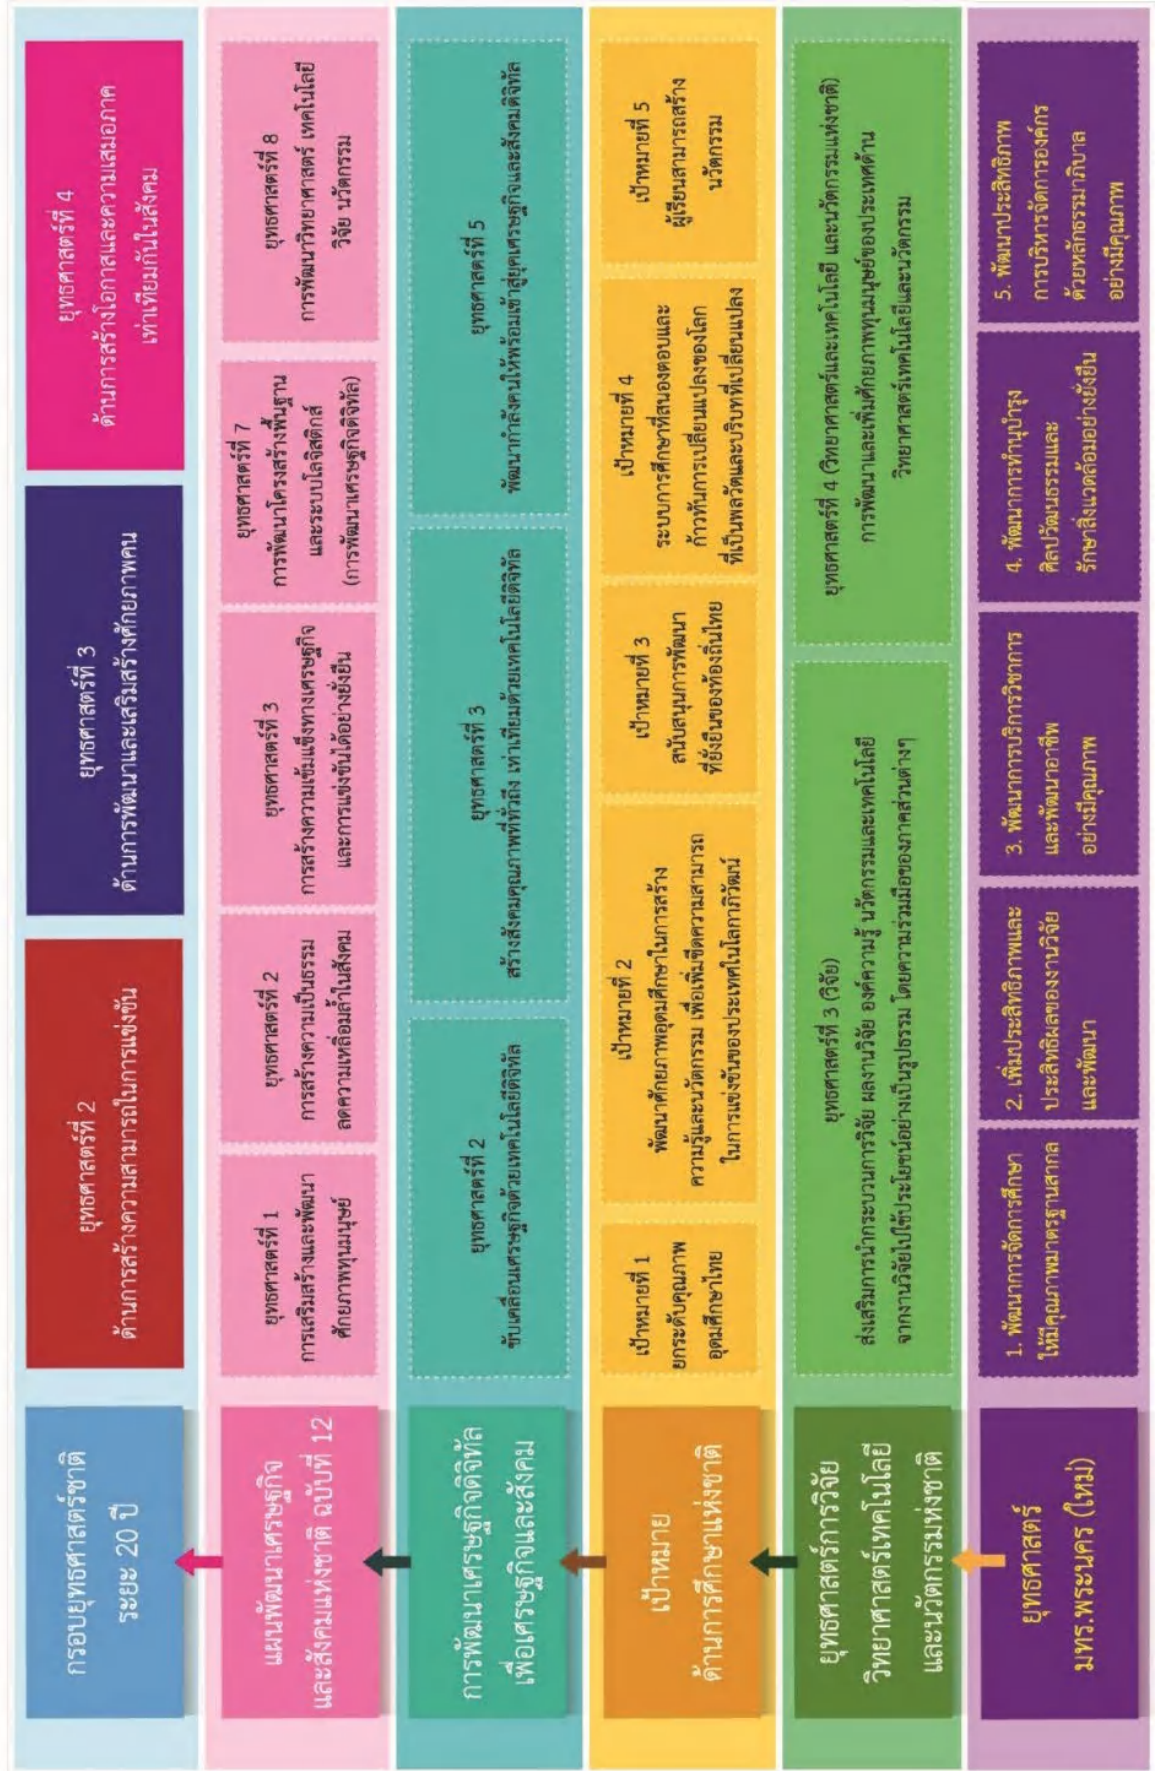 กรอบยุทธศาสตร์ชาติ
ระยะ 20 ปี
ยุทธศาสตร์ที่ 2
ด้านการสร้างความสามารถในการแข่งขัน
ยุทธศาสตร์ที่ 3
ด้านการพัฒนาและเสริมสร้างศักยภาพคน
ยุทธศาสตร์ที่ 4
ด้านการสร้างโอกาสและความเสมอภาค
เท่าเทียมกันในสังคม
แผนพัฒนาเศรษฐกิจ
และสังคมแห่งชาติ ฉบับที่ 12
ยุทธศาสตร์ที่ 1
การเสริมสร้างและพัฒนา
ศักยภาพทุนมนุษย์
ยุทธศาสตร์ที่ 2
การสร้างความเป็นธรรม
ลดความเหลื่อมล้ำในสังคม
ยุทธศาสตร์ที่ 3
การสร้างความเข้มแข็งทางเศรษฐกิจ
และการแข่งขันได้อย่างยั่งยืน
ยุทธศาสตร์ที่ 7
การพัฒนาโครงสร้างพื้นฐาน
และระบบโลจิสติกส์
(การพัฒนาเศรษฐกิจดิจิทัล)
ยุทธศาสตร์ที่ 8
การพัฒนาวิทยาศาสตร์ เทคโนโลยี
วิจัย นวัตกรรม
การพัฒนาเศรษฐกิจดิจิทัล
เพื่อเศรษฐกิจและสังคม
ยุทธศาสตร์ที่ 2
ขับเคลื่อนเศรษฐกิจด้วยเทคโนโลยีดิจิทัล
ยุทธศาสตร์ที่ 3
สร้างสังคมคุณภาพที่ทั่วถึง เท่าเทียมด้วยเทคโนโลยีดิจิทัล
ยุทธศาสตร์ที่ 5
พัฒนากำลังคนให้พร้อมเข้าสู่ยุคเศรษฐกิจและสังคมดิจิทัล
เป้าหมาย
ด้านการศึกษาแห่งชาติ
เป้าหมายที่ 1
ยกระดับคุณภาพ
อุดมศึกษาไทย
เป้าหมายที่ 2
พัฒนาศักยภาพอุดมศึกษาในการสร้าง
ความรู้และนวัตกรรม เพื่อเพิ่มขีดความสามารถ
ในการแข่งขันของประเทศในโลกาภิวัฒน์
เป้าหมายที่ 3
สนับสนุนการพัฒนา
ที่ยั่งยืนของท้องถิ่นไทย
เป้าหมายที่ 4
ระบบการศึกษาที่สนองตอบและ
ก้าวทันการเปลี่ยนแปลงของโลก
ที่เป็นพลวัตและบริบทที่เปลี่ยนแปลง
เป้าหมายที่ 5
ผู้เรียนสามารถสร้าง
นวัตกรรม
ยุทธศาสตร์การวิจัย
วิทยาศาสตร์เทคโนโลยี
และนวัตกรรมแห่งชาติ
ยุทธศาสตร์ที่ 3 (วิจัย)
ส่งเสริมการนำกระบวนการวิจัย ผลงานวิจัย องค์ความรู้ นวัตกรรมและเทคโนโลยี
จากงานวิจัยไปใช้ประโยชน์อย่างเป็นรูปธรรม โดยความร่วมมือของภาคส่วนต่างๆ
ยุทธศาสตร์ที่ 4 (วิทยาศาสตร์และเทคโนโลยี และนวัตกรรมแห่งชาติ)
การพัฒนาและเพิ่มศักยภาพทุนมนุษย์ของประเทศด้าน
วิทยาศาสตร์เทคโนโลยีและนวัตกรรม
ยุทธศาสตร์
มทร.พระนคร (ใหม่)
1. พัฒนาการจัดการศึกษา
ให้มีคุณภาพมาตรฐานสากล
2. เพิ่มประสิทธิภาพและ
ประสิทธิผลของงานวิจัย
และพัฒนา
3. พัฒนาการบริการวิชาการ
และพัฒนาอาชีพ
อย่างมีคุณภาพ
4. พัฒนาการทำนุบำรุง
ศิลปวัฒนธรรมและ
รักษาสิ่งแวดล้อมอย่างยั่งยืน
5. พัฒนาประสิทธิภาพ
การบริหารจัดการองค์กร
ด้วยหลักธรรมาภิบาล
อย่างมีคุณภาพ